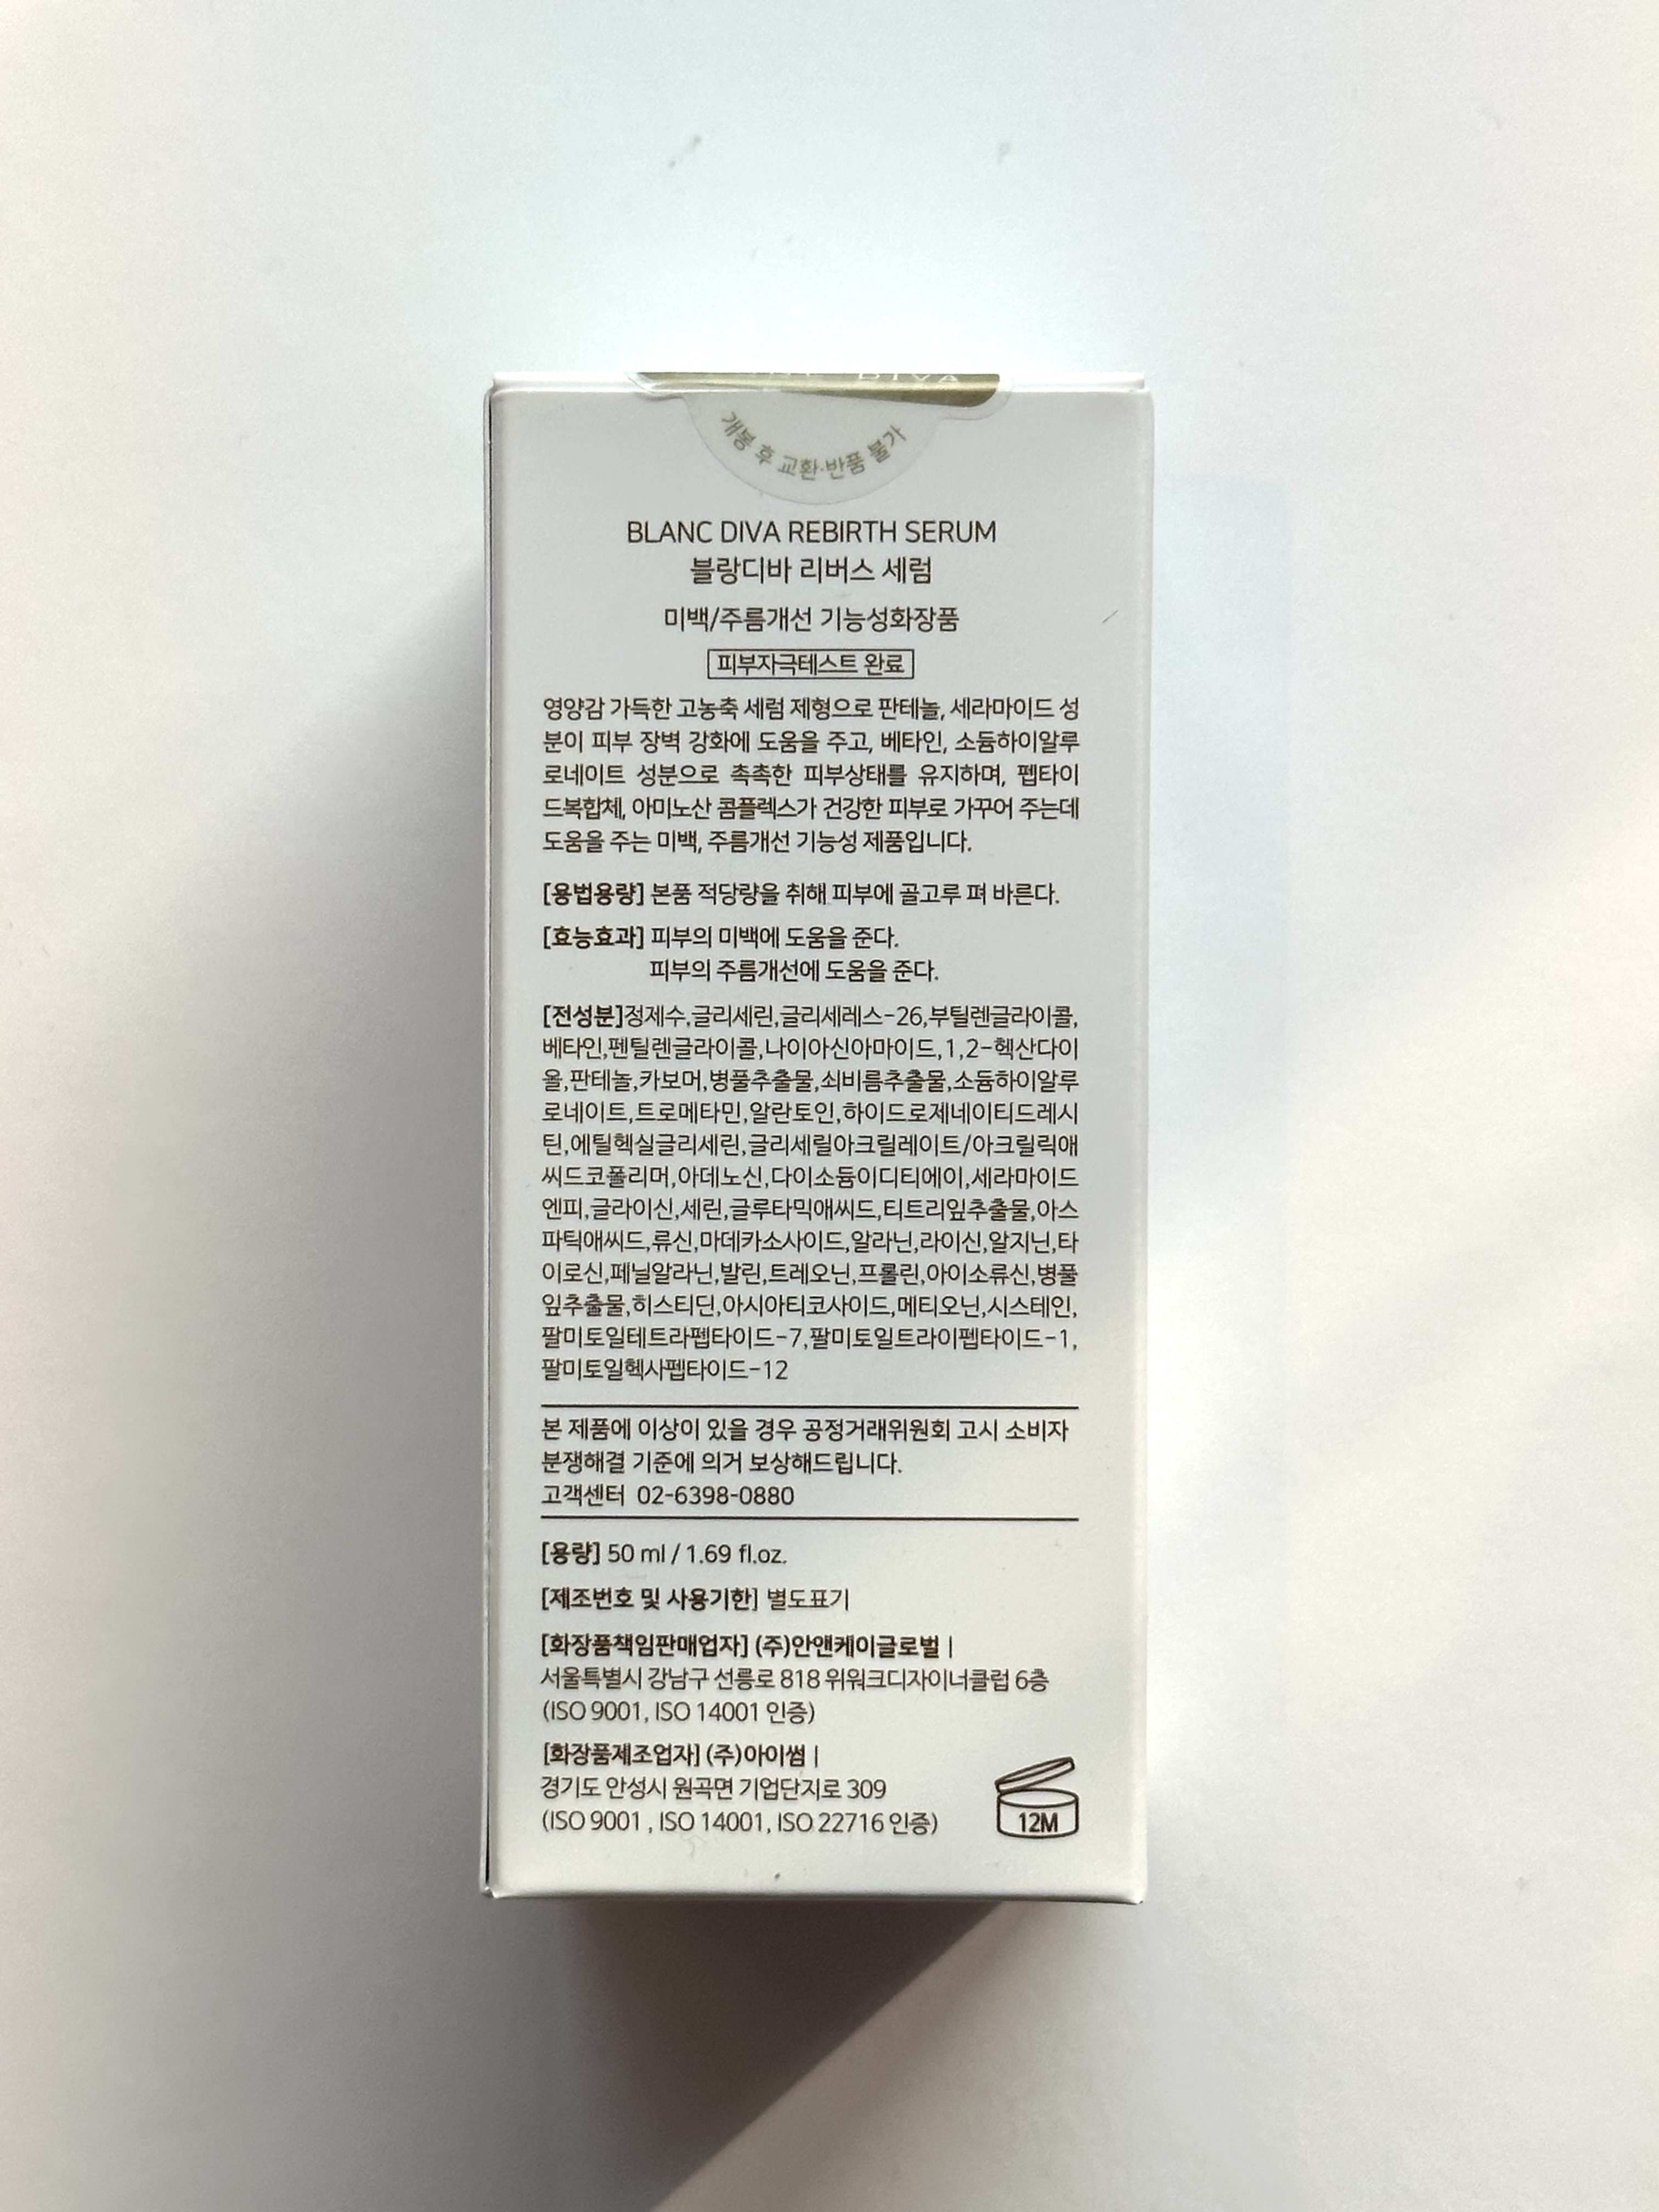 DIVA
개봉 후 교환·반품 불가
BLANC DIVA REBIRTH SERUM
블랑디바 리버스 세럼
미백/주름개선 기능성화장품
피부자극테스트 완료
영양감 가득한 고농축 세럼 제형으로 판테놀, 세라마이드 성
분이 피부 장벽 강화에 도움을 주고, 베타인, 소듐하이알루
로네이트 성분으로 촉촉한 피부상태를 유지하며, 펩타이
드복합체, 아미노산 콤플렉스가 건강한 피부로 가꾸어 주는데
도움을 주는 미백, 주름개선 기능성 제품입니다.
[용법용량] 본품 적당량을 취해 피부에 골고루 펴 바른다.
[효능효과] 피부의 미백에 도움을 준다.
피부의 주름개선에 도움을 준다.
[전성분]정제수,글리세린,글리세레스-26,부틸렌글라이콜,
베타인,펜틸렌글라이콜,나이아신아마이드,1,2-헥산다이
올,판테놀,카보머,병풀추출물,쇠비름추출물,소듐하이알루
로네이트,트로메타민,알란토인,하이드로제네이티드레시
틴,에틸헥실글리세린,글리세릴아크릴레이트/아크릴릭애
씨드코폴리머,아데노신,다이소듐이디티에이,세라마이드
엔피,글라이신,세린,글루타믹애씨드,티트리잎추출물,아스
파틱애씨드,류신,마데카소사이드,알라닌,라이신,알지닌,타
이로신,페닐알라닌,발린,트레오닌,프롤린,아이소류신,병풀
잎추출물,히스티딘,아시아티코사이드,메티오닌,시스테인,
팔미토일테트라펩타이드-7,팔미토일트라이펩타이드-1,
팔미토일헥사펩타이드-12
본 제품에 이상이 있을 경우 공정거래위원회 고시 소비자
분쟁해결 기준에 의거 보상해드립니다.
고객센터 02-6398-0880
[용량] 50 ml / 1.69 fl.oz.
[제조번호 및 사용기한] 별도표기
[화장품책임판매업자] (주)안앤케이글로벌 |
서울특별시 강남구 선릉로 818 위워크디자이너클럽 6층
(ISO 9001, ISO 14001 인증)
[화장품제조업자] (주)아이썸 |
경기도 안성시 원곡면 기업단지로 309
(ISO 9001 , ISO 14001, ISO 22716 인증)
12M